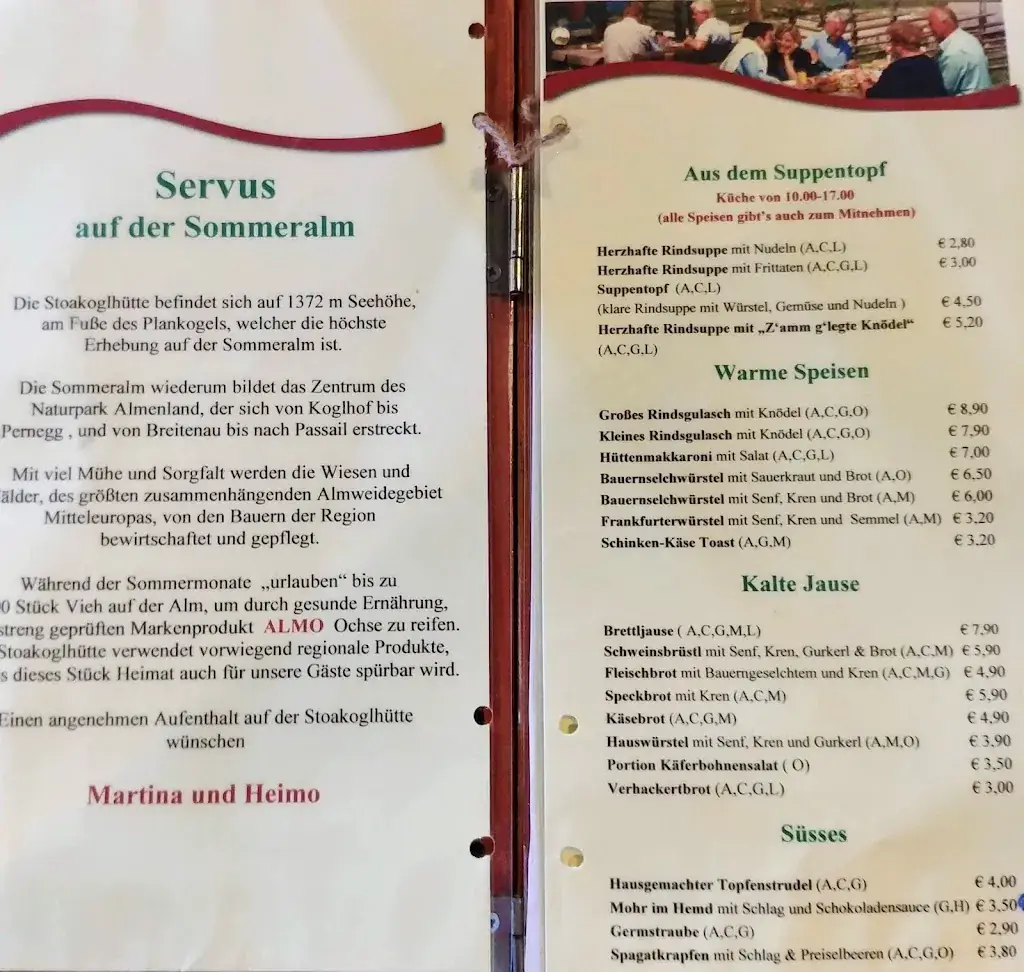 Servus
auf der Sommeralm
Die Stoakoglhütte befindet sich auf 1372 m Seehöhe,
am Fuße des Plankogels, welcher die höchste
Erhebung auf der Sommeralm ist.
Die Sommeralm wiederum bildet das Zentrum des
Naturpark Almenland, der sich von Koglhof bis
Pernegg , und von Breitenau bis nach Passail erstreckt.
Mit viel Mühe und Sorgfalt werden die Wiesen und
älder, des größten zusammenhängenden Almweidegebiet
Mitteleuropas, von den Bauern der Region
bewirtschaftet und gepflegt.
Während der Sommermonate „urlauben“ bis zu
0 Stück Vieh auf der Alm, um durch gesunde Ernährung,
streng geprüften Markenprodukt ALMO Ochse zu reifen.
Stoakoglhütte verwendet vorwiegend regionale Produkte,
s dieses Stück Heimat auch für unsere Gäste spürbar wird.
Einen angenehmen Aufenthalt auf der Stoakoglhütte
wünschen
Martina und Heimo
Aus dem Suppentopf
Küche von 10.00-17.00
(alle Speisen gibt's auch zum Mitnehmen)
Herzhafte Rindsuppe mit Nudeln (A,C,L) € 2,80
Herzhafte Rindsuppe mit Frittaten (A,C,G,L) € 3,00
Suppentopf (A,C,L)
(klare Rindsuppe mit Würstel, Gemüse und Nudeln ) € 4,50
Herzhafte Rindsuppe mit „Z‘amm g‘legte Knödel“ € 5,20
(A,C,G,L)
Warme Speisen
Großes Rindsgulasch mit Knödel (A,C,G,O) € 8,90
Kleines Rindsgulasch mit Knödel (A,C,G,O) € 7,90
Hüttenmakkaroni mit Salat (A,C,G,L) € 7,00
Bauernselchwürstel mit Sauerkraut und Brot (A,O) € 6,50
Bauernselchwürstel mit Senf, Kren und Brot (A,M) € 6,00
Frankfurterwürstel mit Senf, Kren und Semmel (A,M) € 3,20
Schinken-Käse Toast (A,G,M) € 3,20
Kalte Jause
Brettljause ( A,C,G,M,L) € 7,90
Schweinsbrüstl mit Senf, Kren, Gurkerl & Brot (A,C,M) € 5,90
Fleischbrot mit Bauerngeselchtem und Kren (A,C,M,G) € 4,90
Speckbrot mit Kren (A,C,M) € 5,90
Käsebrot (A,C,G,M) € 4,90
Hauswürstel mit Senf, Kren und Gurkerl (A,M,O) € 3,90
Portion Käferbohnensalat ( O) € 3,50
Verhackertbrot (A,C,G,L) € 3,00
Süsses
Hausgemachter Topfenstrudel (A,C,G) € 4,00
Mohr im Hemd mit Schlag und Schokoladensauce (G,H) € 3,50
Germstraube (A,C,G) € 2,90
Spagatkrapfen mit Schlag & Preiselbeeren (A,C,G,O) € 3,80